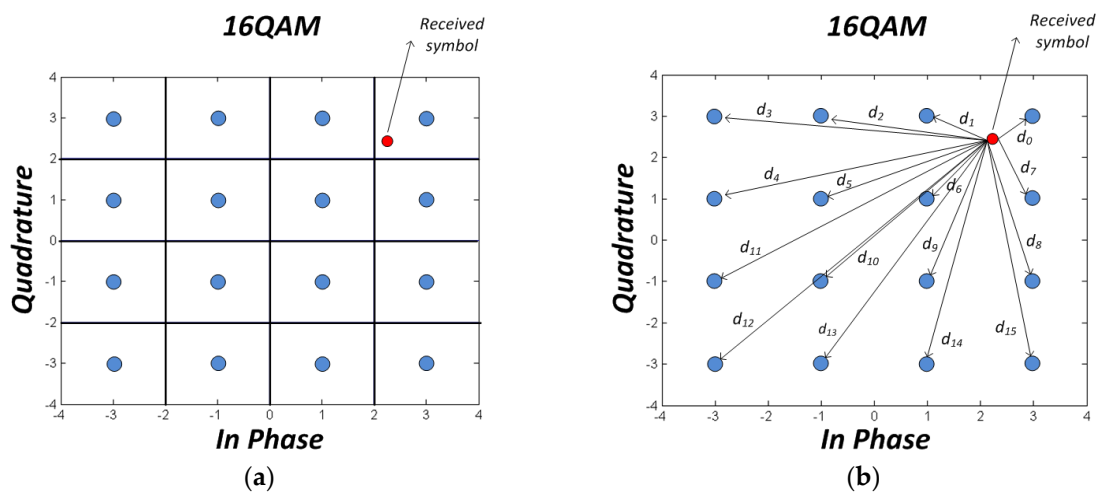 16QAM
Received
symbol
4
3
2
1
0
-1
-2
-3
-4
-4
-3
-2
-1
0
1
2
3
4
Quadrature
In Phase
(a)
16QAM
Received
symbol
4
3
2
1
0
-1
-2
-3
-4
-4
-3
-2
-1
0
1
2
3
4
d3
d2
d1
d0
d4
d5
d6
d7
d11
d10
d9
d8
d12
d13
d14
d15
Quadrature
In Phase
(b)